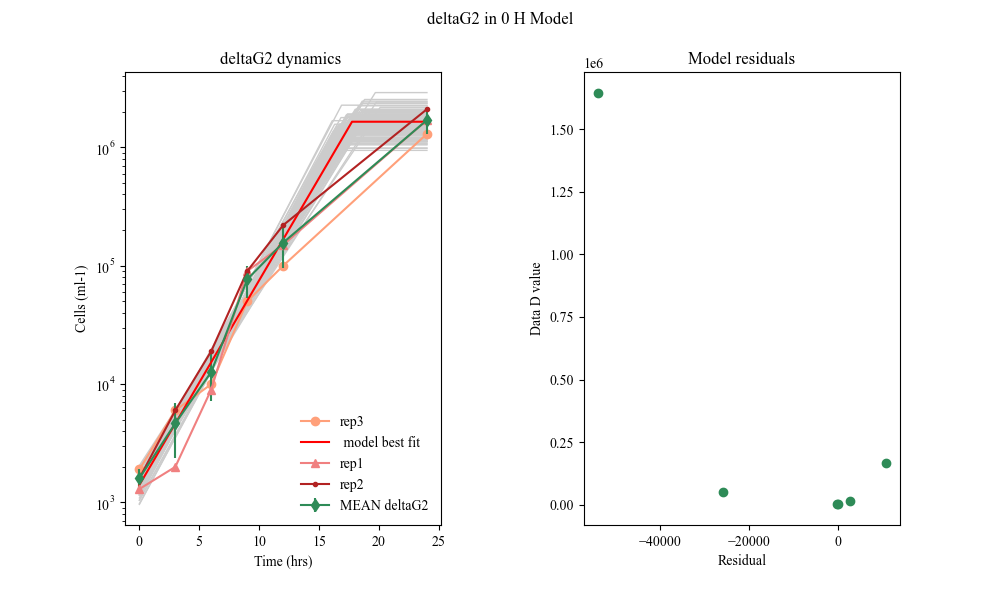 deltaG2 in 0 H Model
deltaG2 dynamics
Cells (ml-1)
10^6
10^5
10^4
10^3
0 5 10 15 20 25
Time (hrs)
rep3
model best fit
rep1
rep2
MEAN deltaG2
Model residuals
1e6
Data D value
1.50
1.25
1.00
0.75
0.50
0.25
0.00
−40000 −20000 0
Residual